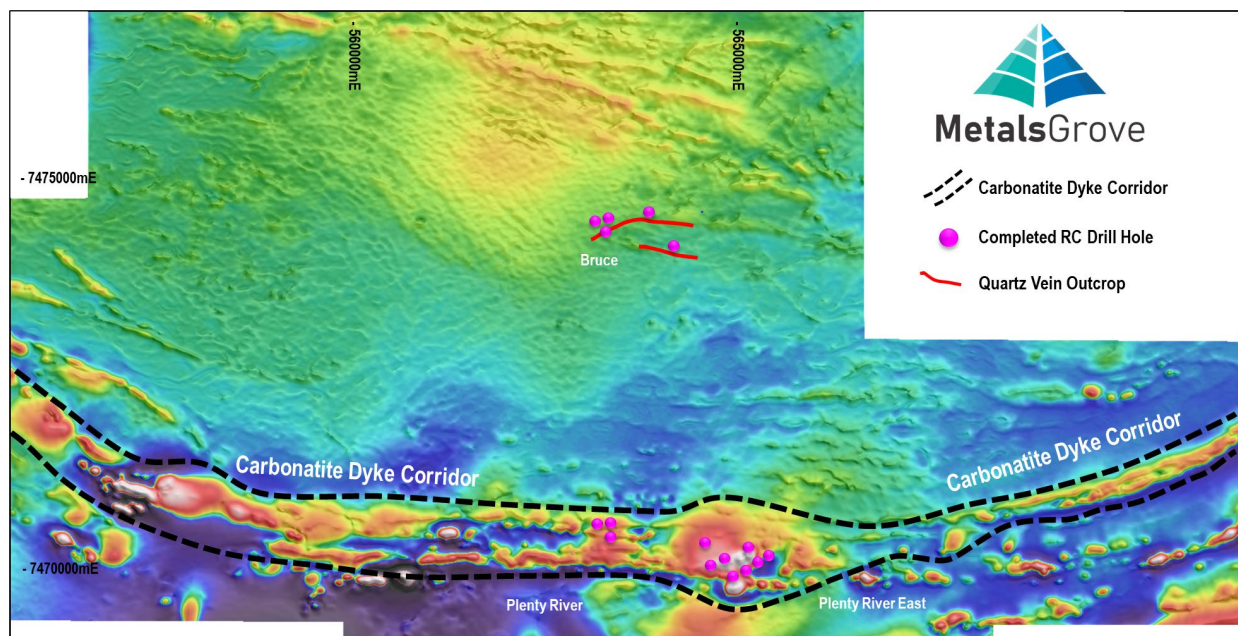 - 560000mE
- 565000mE
MetalsGrove
- 7475000mE
Carbonatite Dyke Corridor
Completed RC Drill Hole
Bruce
Quartz Vein Outcrop
Carbonatite Dyke Corridor
Carbonatite Dyke Corridor
- 7470000mE
Plenty River
Plenty River East